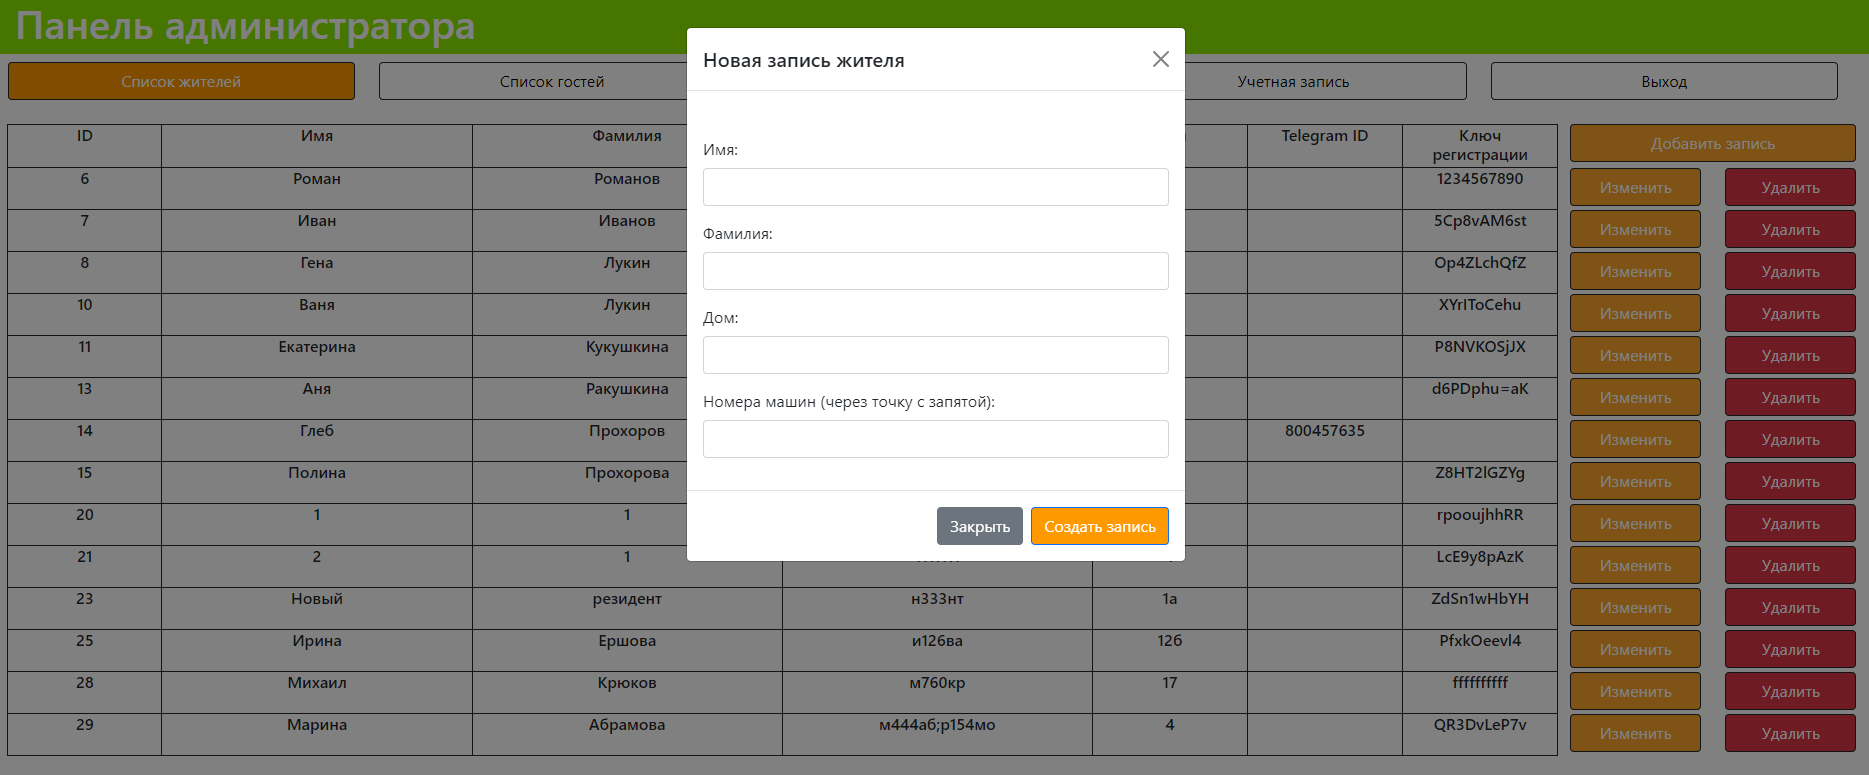 Панель администратора
Новая запись жителя
Список жителей
Список гостей
Учетная запись
Выход
ID Имя Фамилия Telegram ID Ключ регистрации
Добавить запись
6 Роман Романов 1234567890 Изменить Удалить
7 Иван Иванов 5Cp8vAM6st Изменить Удалить
8 Гена Лукин Op4ZLchQfZ Изменить Удалить
10 Ваня Лукин XYrIToCehu Изменить Удалить
11 Екатерина Кукушкина P8NVKOSjJX Изменить Удалить
13 Аня Ракушкина d6PDphu=aK Изменить Удалить
14 Глеб Прохоров 800457635 Изменить Удалить
15 Полина Прохорова Z8HT2lGZYg Изменить Удалить
20 1 1 rpooujhhRR Изменить Удалить
21 2 1 LcE9y8pAzK Изменить Удалить
23 Новый резидент н333нт 1а ZdSn1wHbYH Изменить Удалить
25 Ирина Ершова и126ва 12б PfxkOeevl4 Изменить Удалить
28 Михаил Крюков м760кр 17 ffffffffff Изменить Удалить
29 Марина Абрамова м444аб;р154мо 4 QR3DvLeP7v Изменить Удалить
Имя:
Фамилия:
Дом:
Номера машин (через точку с запятой):
Закрыть
Создать запись